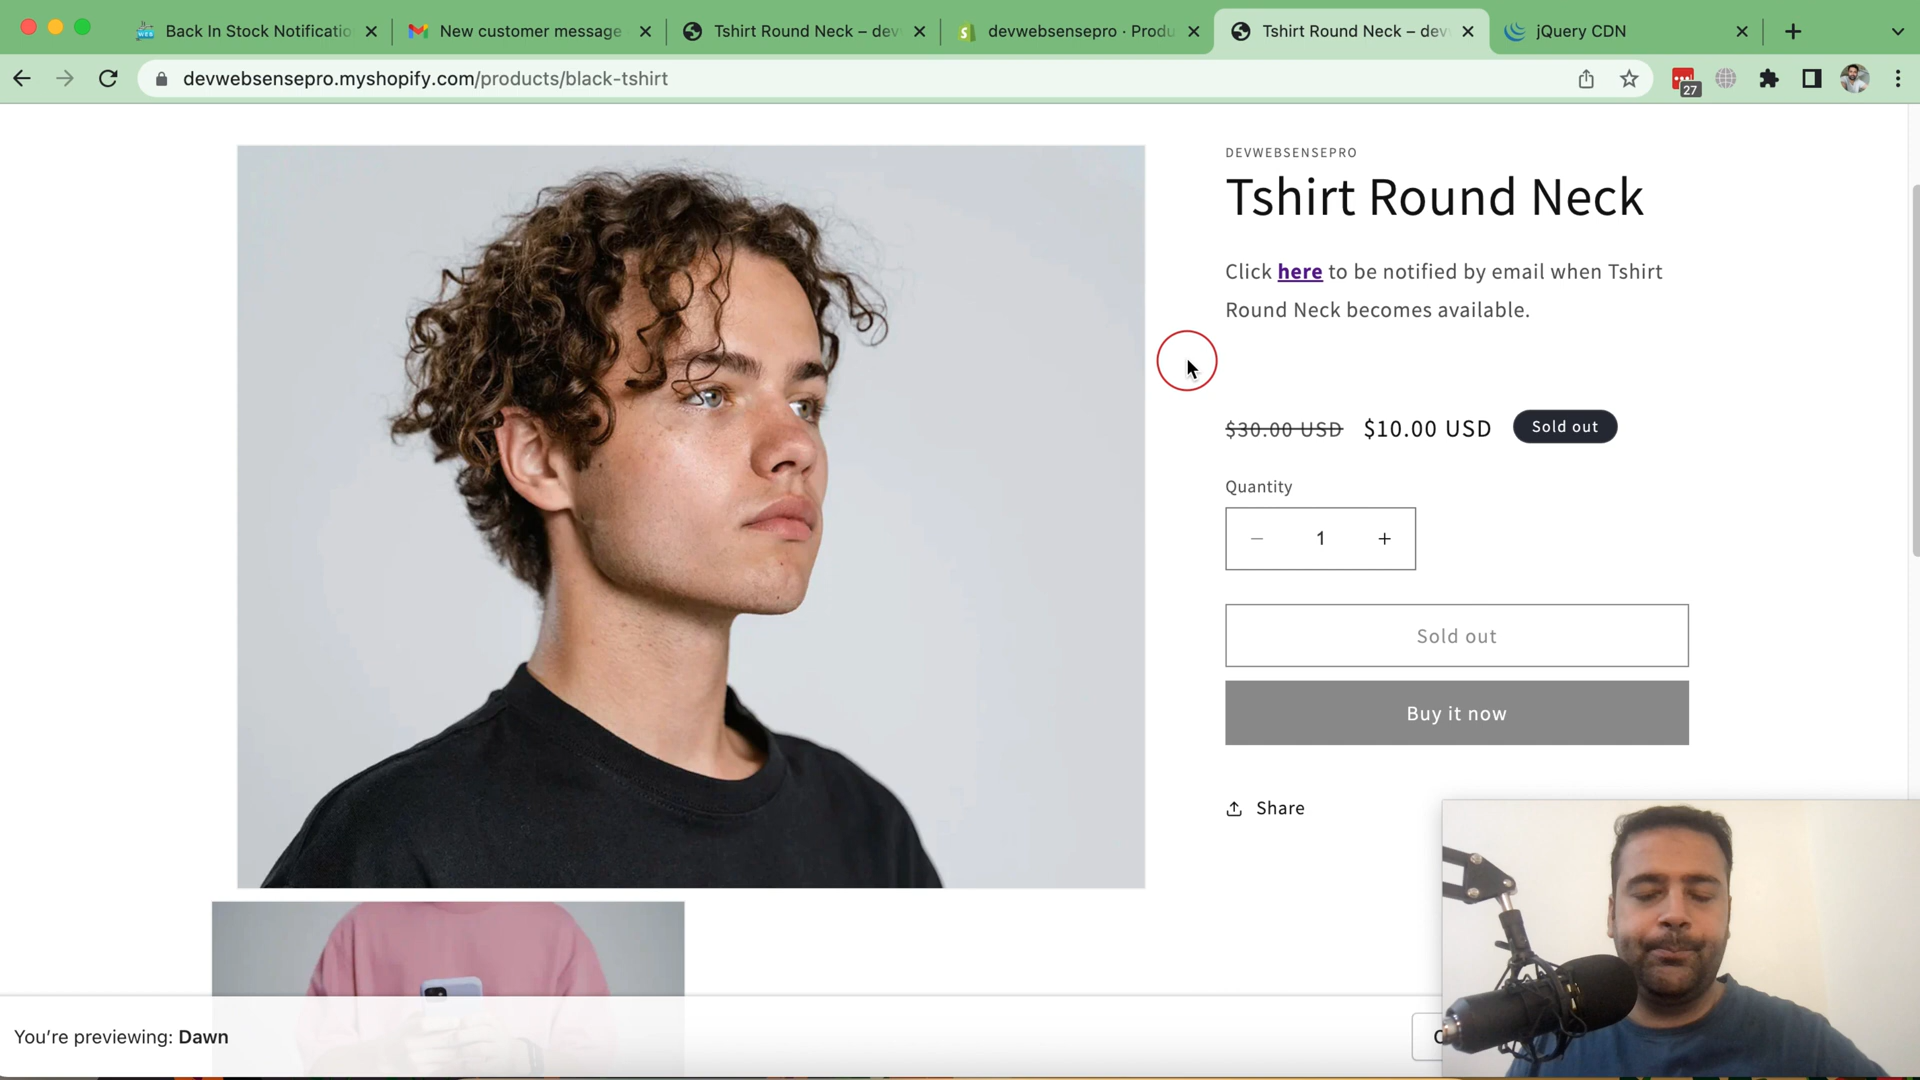 Back In Stock Notificatio
New customer message
Tshirt Round Neck – dev
devwebsensepro · Produ
Tshirt Round Neck – dev
jQuery CDN
devwebsensepro.myshopify.com/products/black-tshirt
27
DEVWEBSENSEPRO
Tshirt Round Neck
Click here to be notified by email when Tshirt
Round Neck becomes available.
$30.00 USD $10.00 USD Sold out
Quantity
− 1 +
Sold out
Buy it now
Share
You're previewing: Dawn